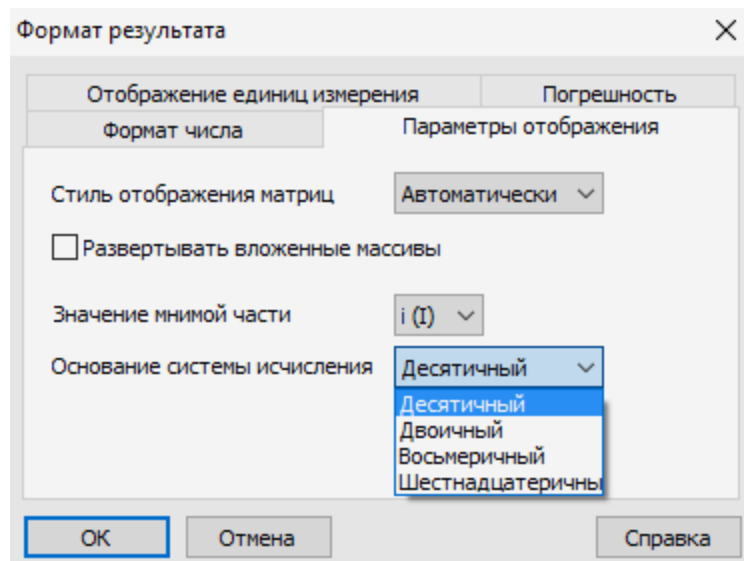 Формат результата
Отображение единиц измерения
Погрешность
Формат числа
Параметры отображения
Стиль отображения матриц
Автоматически
Развертывать вложенные массивы
Значение мнимой части
i (I)
Основание системы исчисления
Десятичный
Десятичный
Двоичный
Восьмеричный
Шестнадцатеричны
ОК
Отмена
Справка